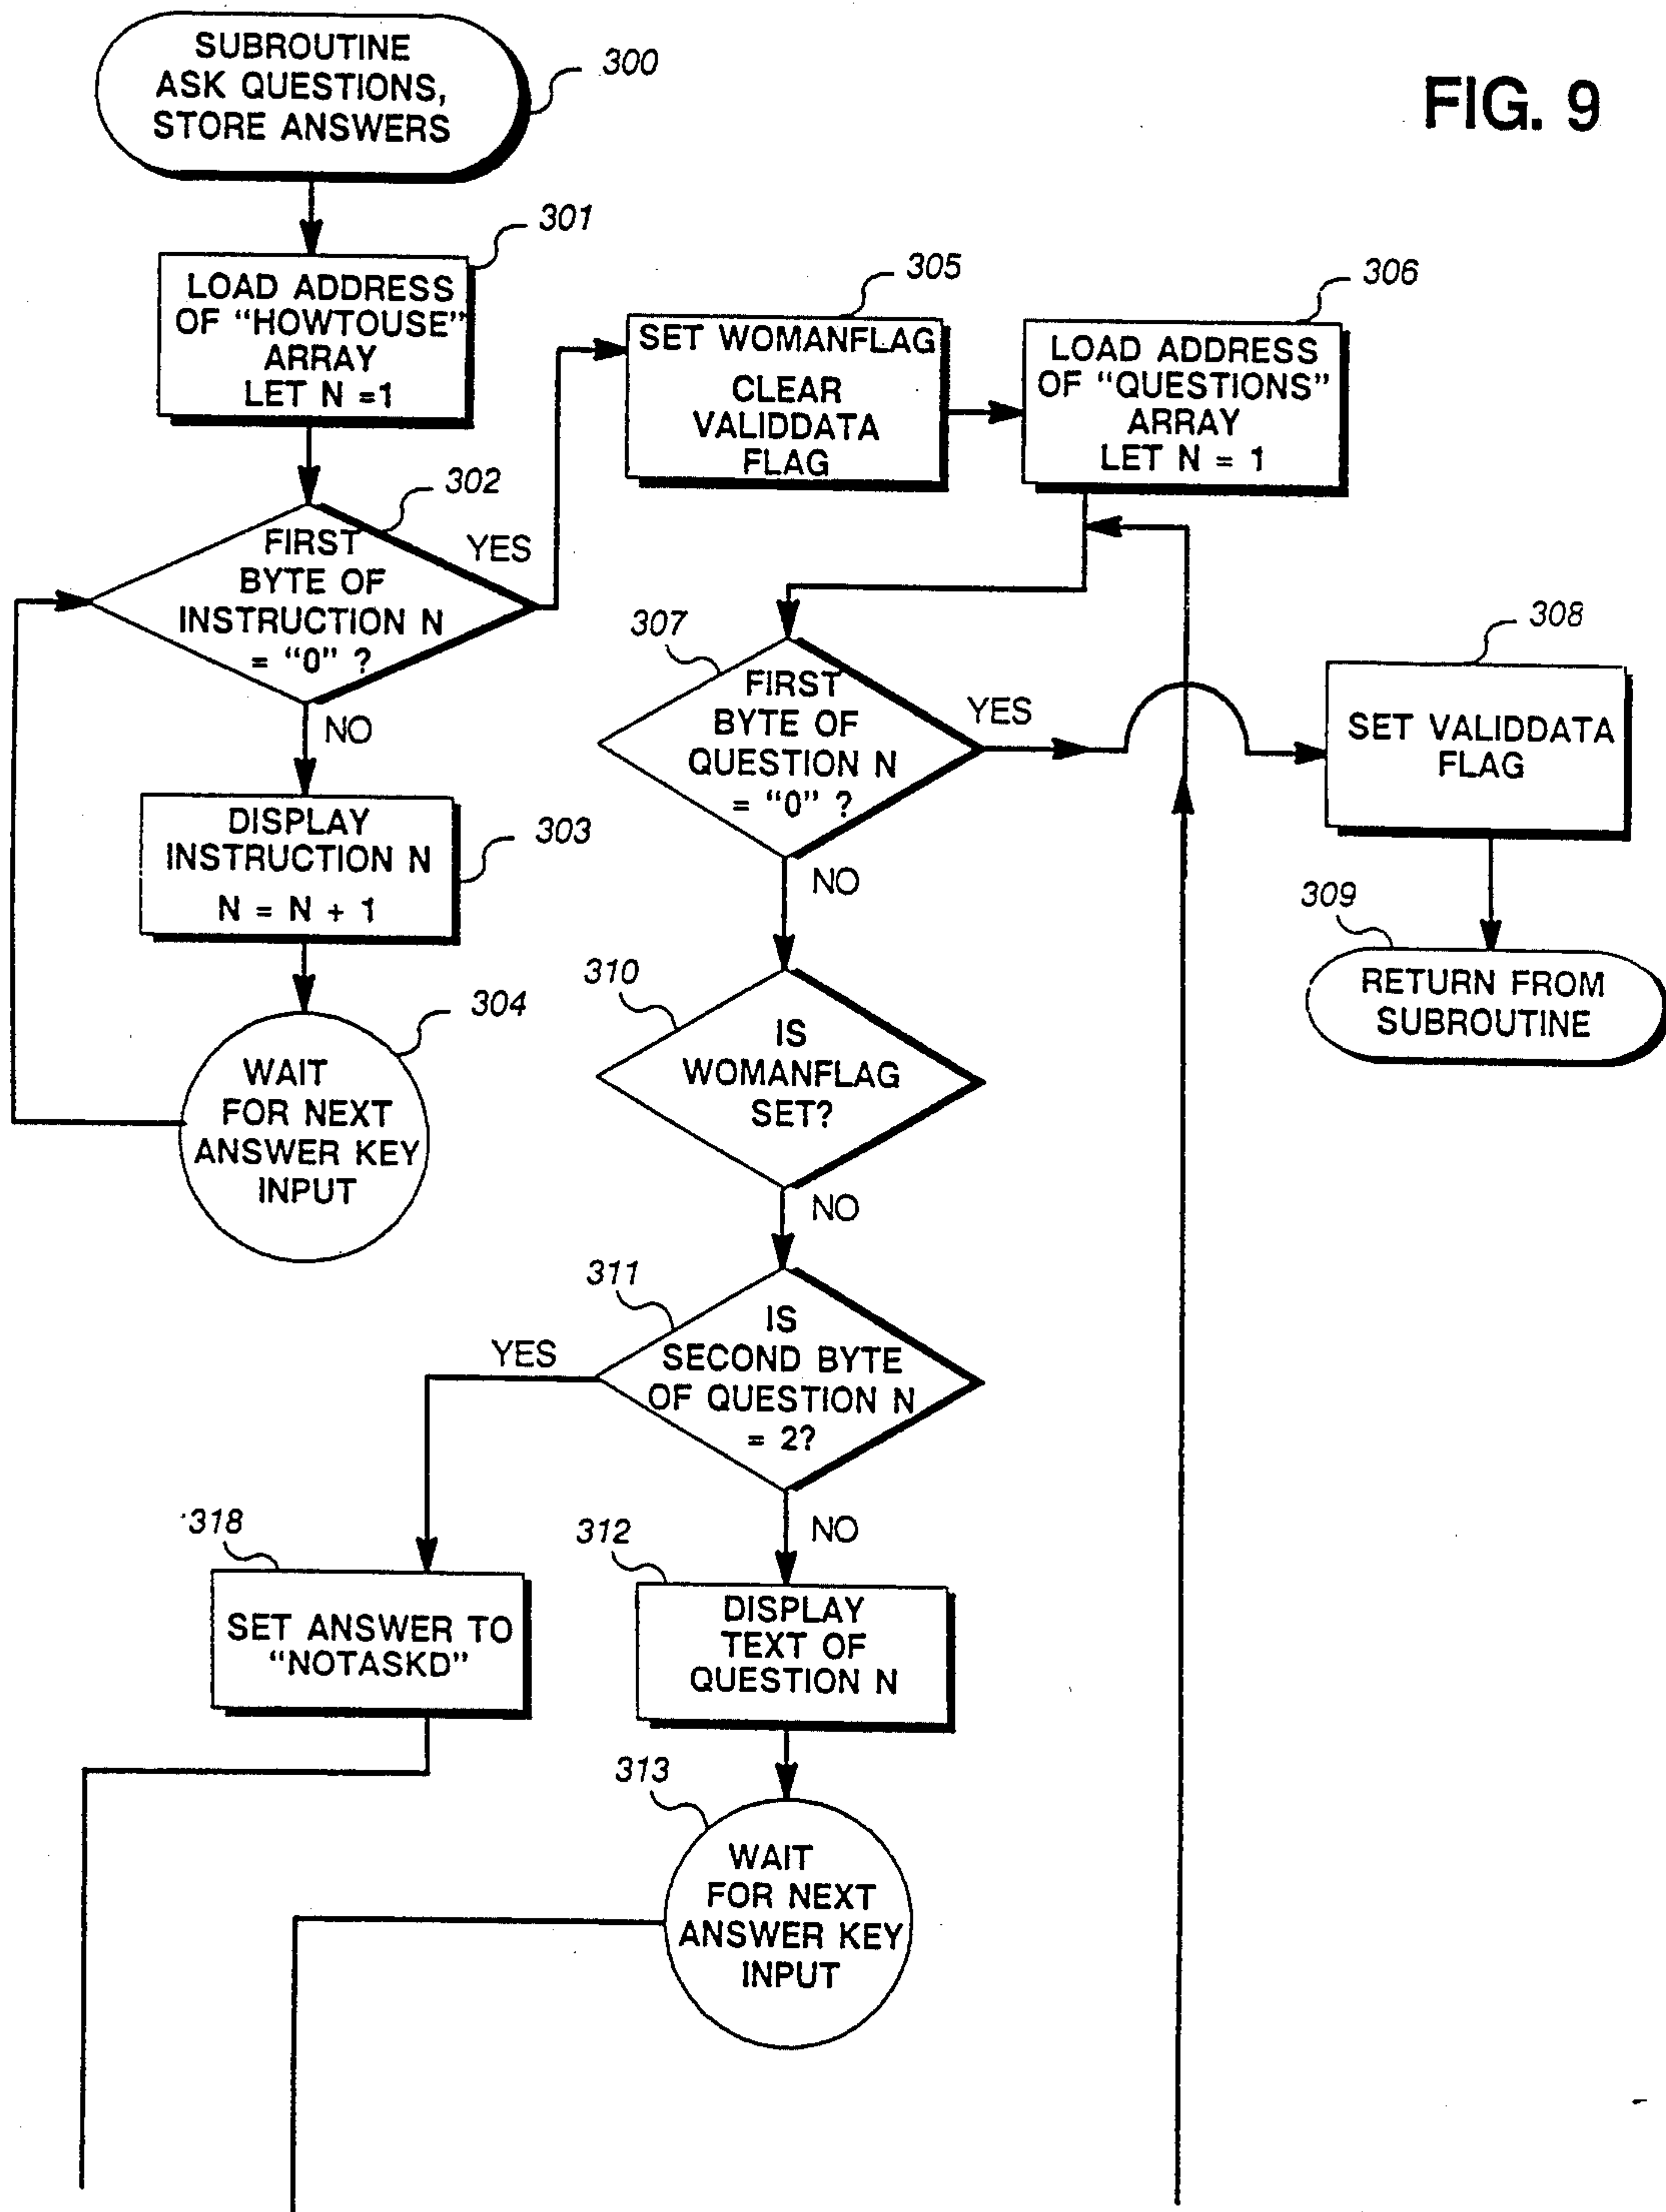 FIG. 9
SUBROUTINE
ASK QUESTIONS,
STORE ANSWERS
300
301
LOAD ADDRESS
OF "HOWTOUSE"
ARRAY
LET N =1
302
FIRST
BYTE OF
INSTRUCTION N
= "0" ?
YES
NO
303
DISPLAY
INSTRUCTION N
N = N + 1
304
WAIT
FOR NEXT
ANSWER KEY
INPUT
305
SET WOMANFLAG
CLEAR
VALIDDATA
FLAG
306
LOAD ADDRESS
OF "QUESTIONS"
ARRAY
LET N = 1
307
FIRST
BYTE OF
QUESTION N
= "0" ?
YES
NO
308
SET VALIDDATA
FLAG
309
RETURN FROM
SUBROUTINE
310
IS
WOMANFLAG
SET?
NO
311
IS
SECOND BYTE
OF QUESTION N
= 2?
YES
NO
318
SET ANSWER TO
"NOTASKD"
312
DISPLAY
TEXT OF
QUESTION N
313
WAIT
FOR NEXT
ANSWER KEY
INPUT